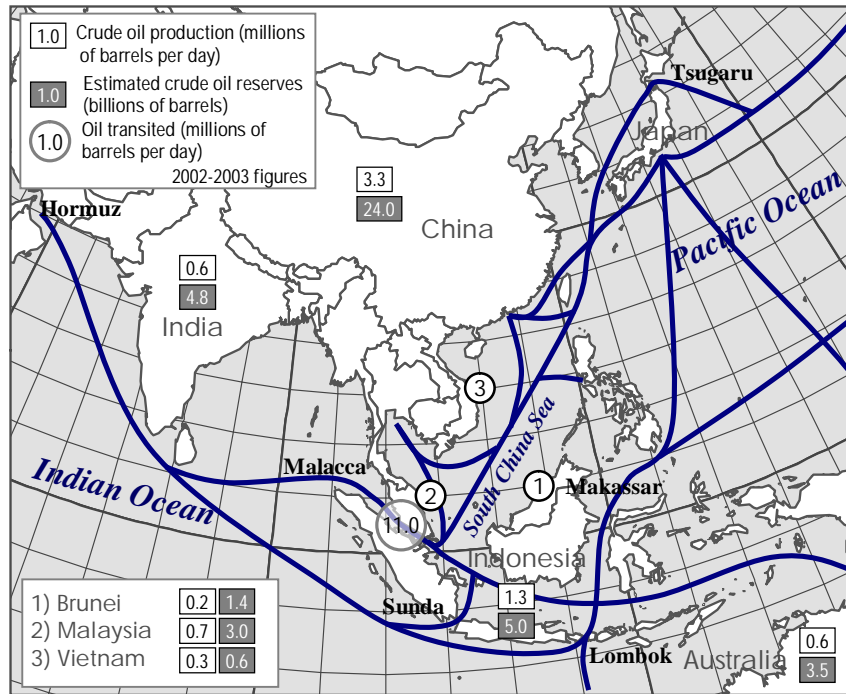 1.0 Crude oil production (millions
of barrels per day)
1.0 Estimated crude oil reserves
(billions of barrels)
1.0 Oil transited (millions of
barrels per day)
2002-2003 figures
Tsugaru
Japan
Hormuz
3.3
24.0
China
Pacific Ocean
0.6
4.8
India
3
South China Sea
Indian Ocean
Malacca
2
1
Makassar
11.0
Indonesia
1.3
5.0
Sunda
Lombok
Australia
0.6
3.5
1) Brunei 0.2 1.4
2) Malaysia 0.7 3.0
3) Vietnam 0.3 0.6